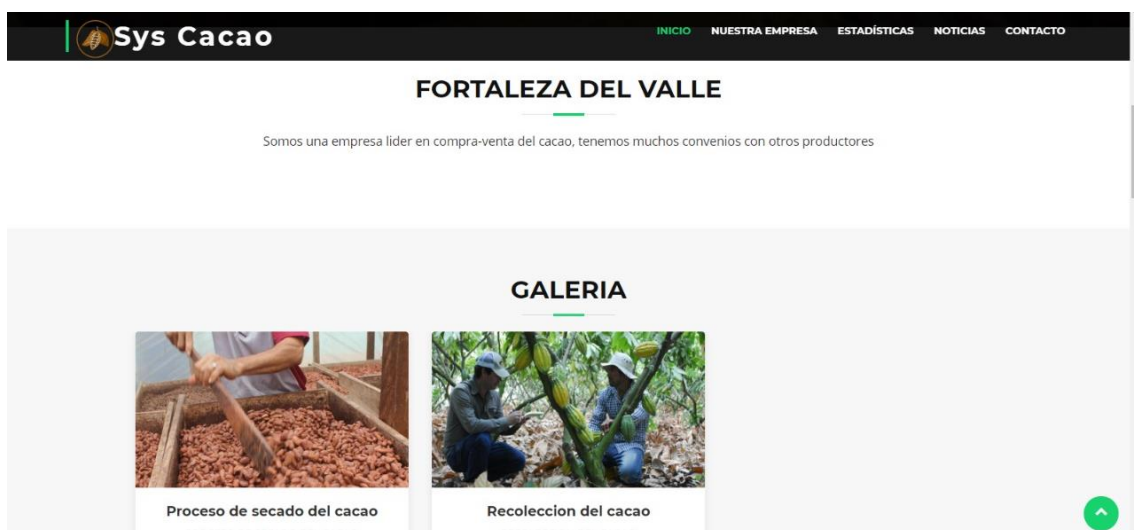 Sys Cacao
INICIO NUESTRA EMPRESA ESTADÍSTICAS NOTICIAS CONTACTO
FORTALEZA DEL VALLE
Somos una empresa lider en compra-venta del cacao, tenemos muchos convenios con otros productores
GALERIA
Proceso de secado del cacao
Recoleccion del cacao